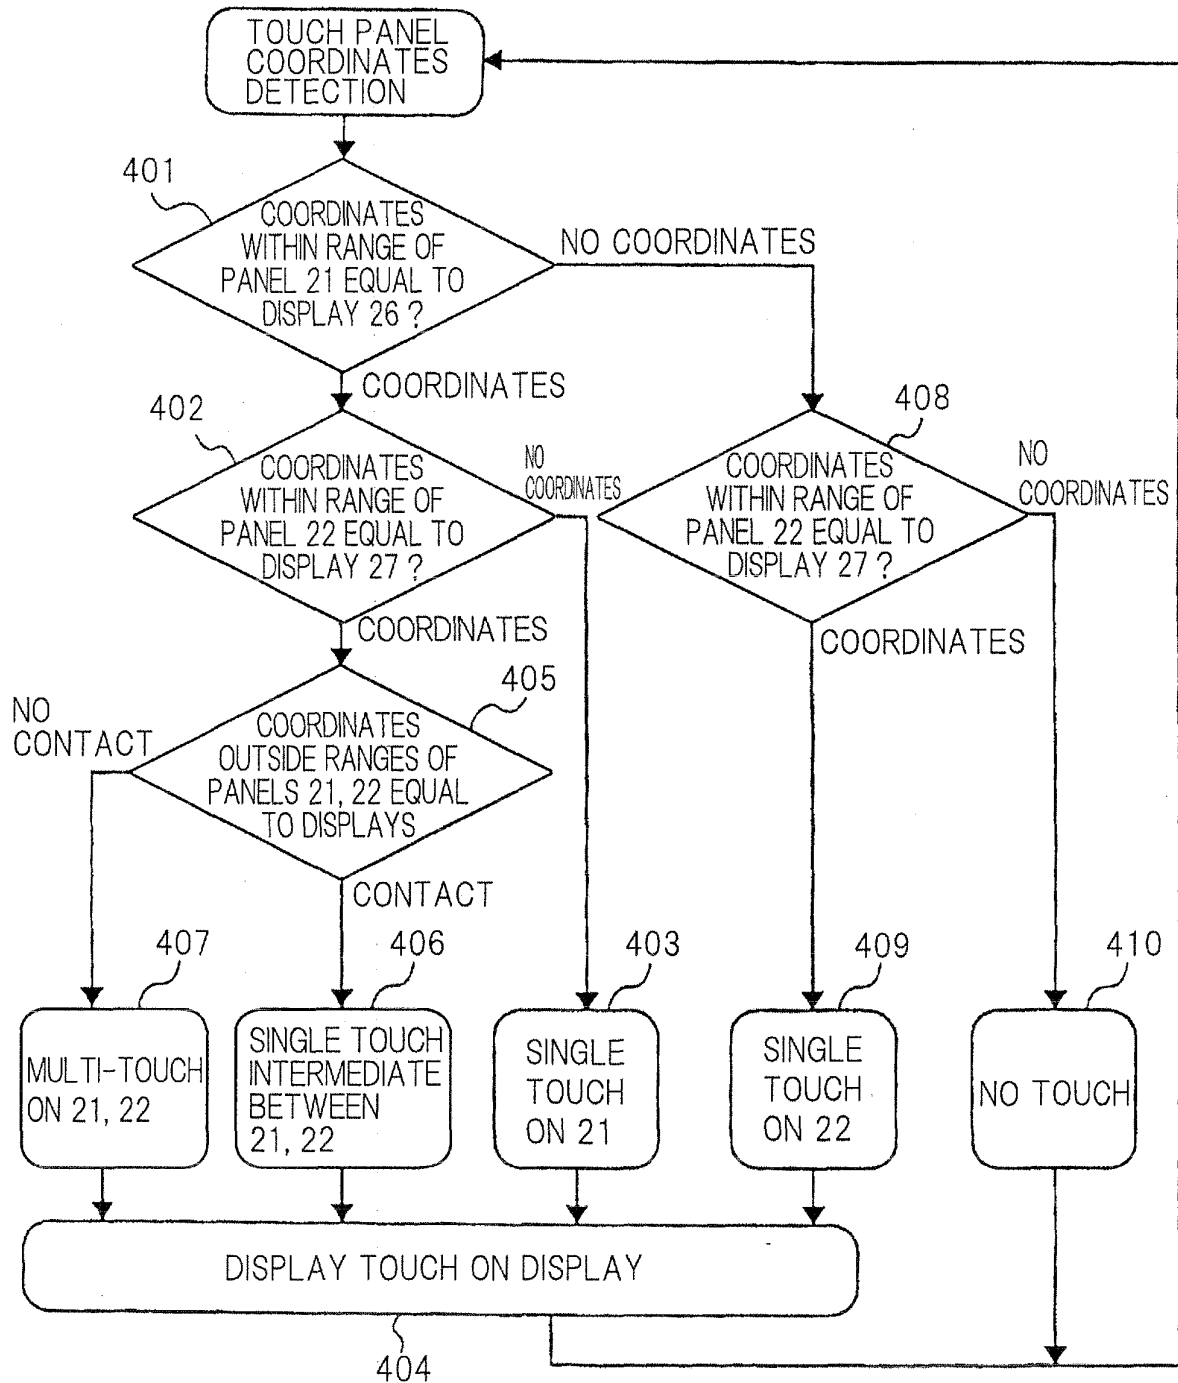 TOUCH PANEL
COORDINATES
DETECTION
401
COORDINATES
WITHIN RANGE OF
PANEL 21 EQUAL TO
DISPLAY 26 ?
NO COORDINATES
COORDINATES
402
COORDINATES
WITHIN RANGE OF
PANEL 22 EQUAL TO
DISPLAY 27 ?
NO
COORDINATES
408
COORDINATES
WITHIN RANGE OF
PANEL 22 EQUAL TO
DISPLAY 27 ?
NO
COORDINATES
COORDINATES
COORDINATES
405
NO
CONTACT
COORDINATES
OUTSIDE RANGES OF
PANELS 21, 22 EQUAL
TO DISPLAYS
CONTACT
407
MULTI-TOUCH
ON 21, 22
406
SINGLE TOUCH
INTERMEDIATE
BETWEEN
21, 22
403
SINGLE
TOUCH
ON 21
409
SINGLE
TOUCH
ON 22
410
NO TOUCH
DISPLAY TOUCH ON DISPLAY
404